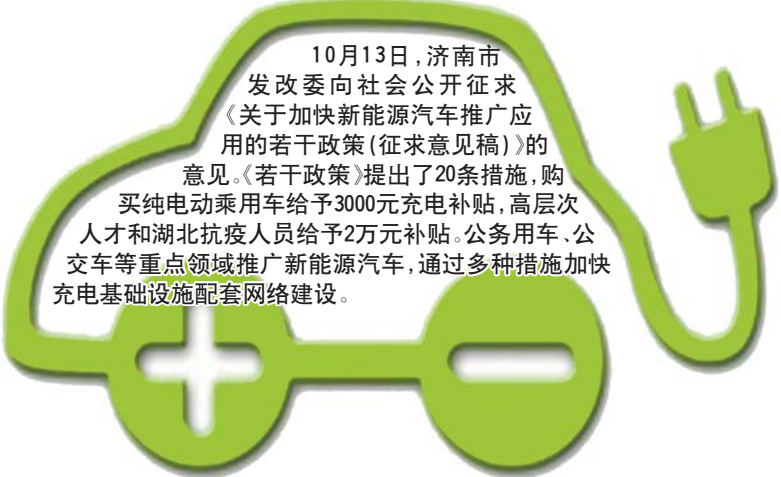 10月13日,济南市
发改委向社会公开征求
《关于加快新能源汽车推广应
用的若干政策(征求意见稿)》的
意见。《若干政策》提出了20条措施,购
买纯电动乘用车给予3000元充电补贴,高层次
人才和湖北抗疫人员给予2万元补贴。公务用车、公
交车等重点领域推广新能源汽车,通过多种措施加快
充电基础设施配套网络建设。